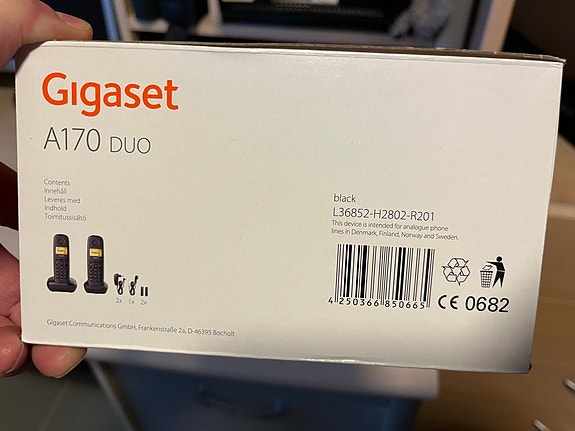 Gigaset
A170 DUO
Contents
Innehåll
Leveres med
Indhold
Toimitussisältö
2x 1x 2x
Gigaset Communications GmbH, Frankenstraße 2a, D-46395 Bocholt
black
L36852-H2802-R201
This device is intended for analogue phone
lines in Denmark, Finland, Norway and Sweden.
4 250366 850665
CE 0682